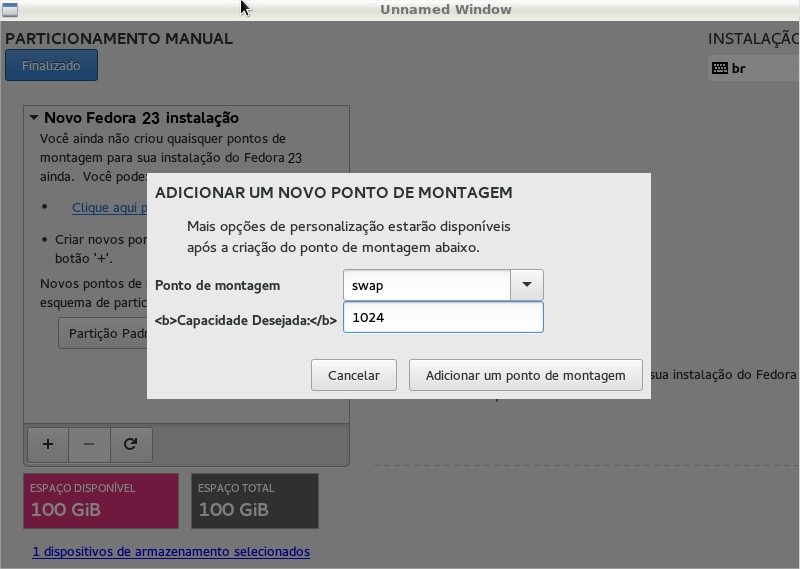 Unnamed Window
PARTICIONAMENTO MANUAL
INSTALAÇÃO
Finalizado
br
Novo Fedora 23 instalação
Você ainda não criou quaisquer pontos de
montagem para sua instalação do Fedora 23
ainda. Você pode:
Clique aqui p
• Criar novos por
botão '+'.
Novos pontos de
esquema de partic
Partição Padr
ADICIONAR UM NOVO PONTO DE MONTAGEM
Mais opções de personalização estarão disponíveis
após a criação do ponto de montagem abaixo.
Ponto de montagem
swap
<b>Capacidade Desejada:</b>
1024
Cancelar
Adicionar um ponto de montagem
sua instalação do Fedora
ESPAÇO DISPONÍVEL
100 GiB
ESPAÇO TOTAL
100 GiB
1 dispositivos de armazenamento selecionados